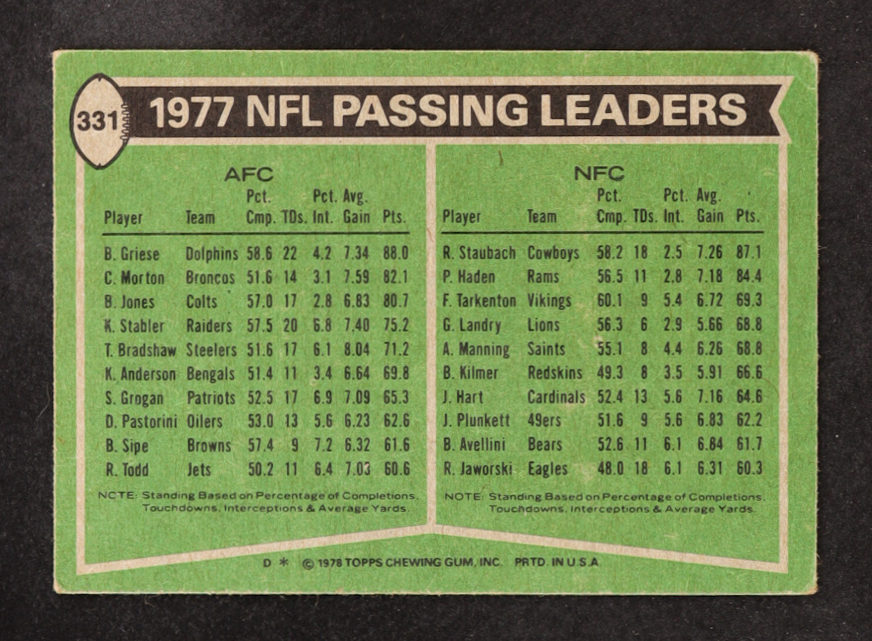 331 1977 NFL PASSING LEADERS
AFC
Pct. Pct. Avg.
Player Team Cmp. TDs. Int. Gain Pts.
B. Griese Dolphins 58.6 22 4.2 7.34 88.0
C. Morton Broncos 51.6 14 3.1 7.59 82.1
B. Jones Colts 57.0 17 2.8 6.83 80.7
K. Stabler Raiders 57.5 20 6.8 7.40 75.2
T. Bradshaw Steelers 51.6 17 6.1 8.04 71.2
K. Anderson Bengals 51.4 11 3.4 6.64 69.8
S. Grogan Patriots 52.5 17 6.9 7.09 65.3
D. Pastorini Oilers 53.0 13 5.6 6.23 62.6
B. Sipe Browns 57.4 9 7.2 6.32 61.6
R. Todd Jets 50.2 11 6.4 7.03 60.6
NOTE: Standing Based on Percentage of Completions,
Touchdowns, Interceptions & Average Yards.
NFC
Pct. Pct. Avg.
Player Team Cmp. TDs. Int. Gain Pts.
R. Staubach Cowboys 58.2 18 2.5 7.26 87.1
P. Haden Rams 56.5 11 2.8 7.18 84.4
F. Tarkenton Vikings 60.1 9 5.4 6.72 69.3
G. Landry Lions 56.3 6 2.9 5.66 68.8
A. Manning Saints 55.1 8 4.4 6.26 68.8
B. Kilmer Redskins 49.3 8 3.5 5.91 66.6
J. Hart Cardinals 52.4 13 5.6 7.16 64.6
J. Plunkett 49ers 51.6 9 5.6 6.83 62.2
B. Avellini Bears 52.6 11 6.1 6.84 61.7
R. Jaworski Eagles 48.0 18 6.1 6.31 60.3
NOTE: Standing Based on Percentage of Completions,
Touchdowns, Interceptions & Average Yards.
D * © 1978 TOPPS CHEWING GUM, INC. PRTD. IN U.S.A.